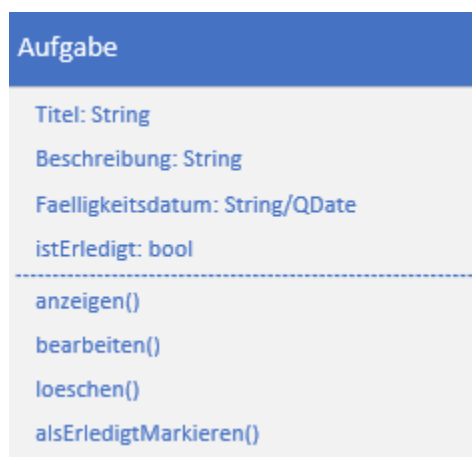 Aufgabe
Titel: String
Beschreibung: String
Faelligkeitsdatum: String/QDate
istErledigt: bool
anzeigen()
bearbeiten()
loeschen()
alsErledigtMarkieren()